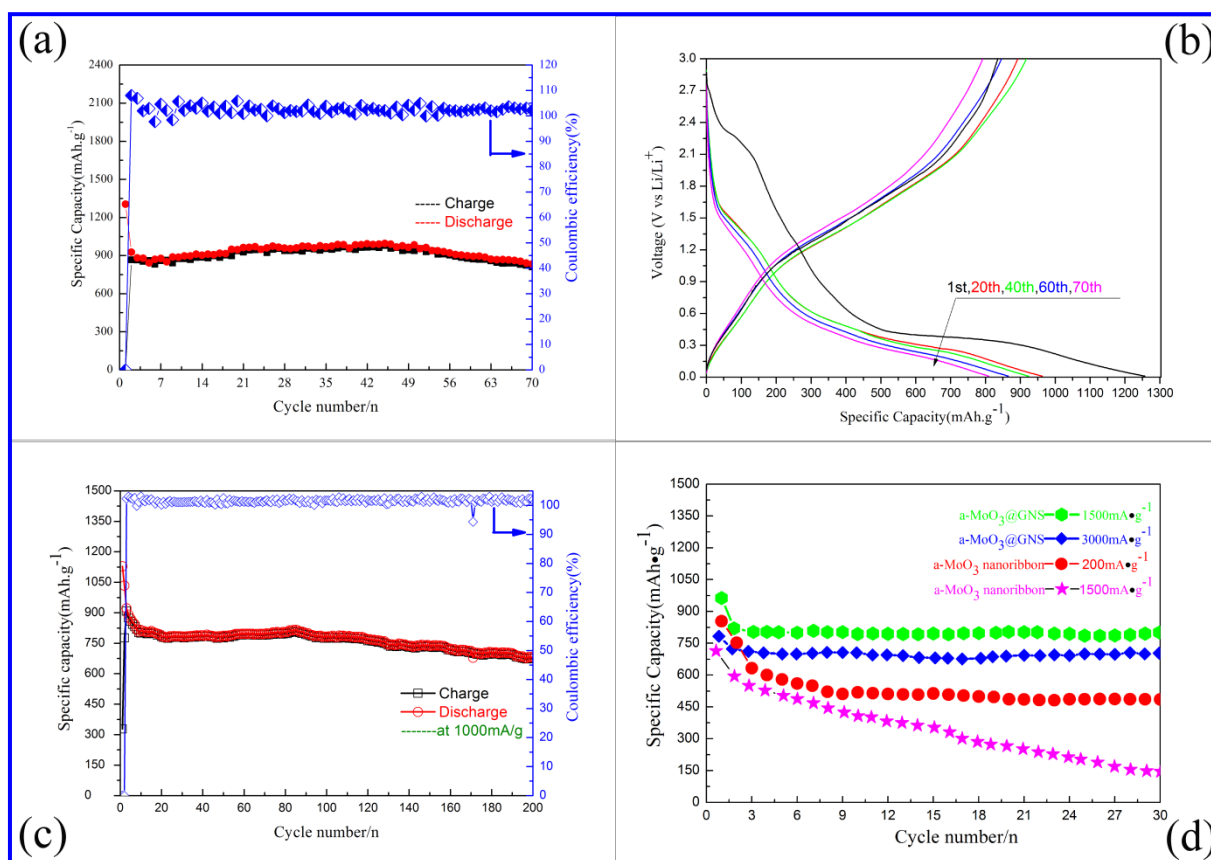 (a)
Specific Capacity(mAh.g⁻¹)
2400
2100
1800
1500
1200
900
600
300
0
120
110
100
90
80
70
60
50
40
30
20
10
0
Coulombic efficiency(%)
Charge
Discharge
0 7 14 21 28 35 42 49 56 63 70
Cycle number/n
(b)
Voltage (V vs Li/Li⁺)
3.0
2.7
2.4
2.1
1.8
1.5
1.2
0.9
0.6
0.3
0.0
1st,20th,40th,60th,70th
0 100 200 300 400 500 600 700 800 900 1000 1100 1200 1300
Specific Capacity(mAh.g⁻¹)
(c)
Specific capacity(mAh.g⁻¹)
1500
1350
1200
1050
900
750
600
450
300
150
0
100
80
60
40
20
0
Coulombic efficiency(%)
Charge
Discharge
at 1000mA/g
0 20 40 60 80 100 120 140 160 180 200
Cycle number/n
(d)
Specific Capacity(mAh•g⁻¹)
1500
1350
1200
1050
900
750
600
450
300
150
a-MoO₃@GNS 1500mA•g⁻¹
a-MoO₃@GNS 3000mA•g⁻¹
a-MoO₃ nanoribbon 200mA•g⁻¹
a-MoO₃ nanoribbon 1500mA•g⁻¹
0 3 6 9 12 15 18 21 24 27 30
Cycle number/n